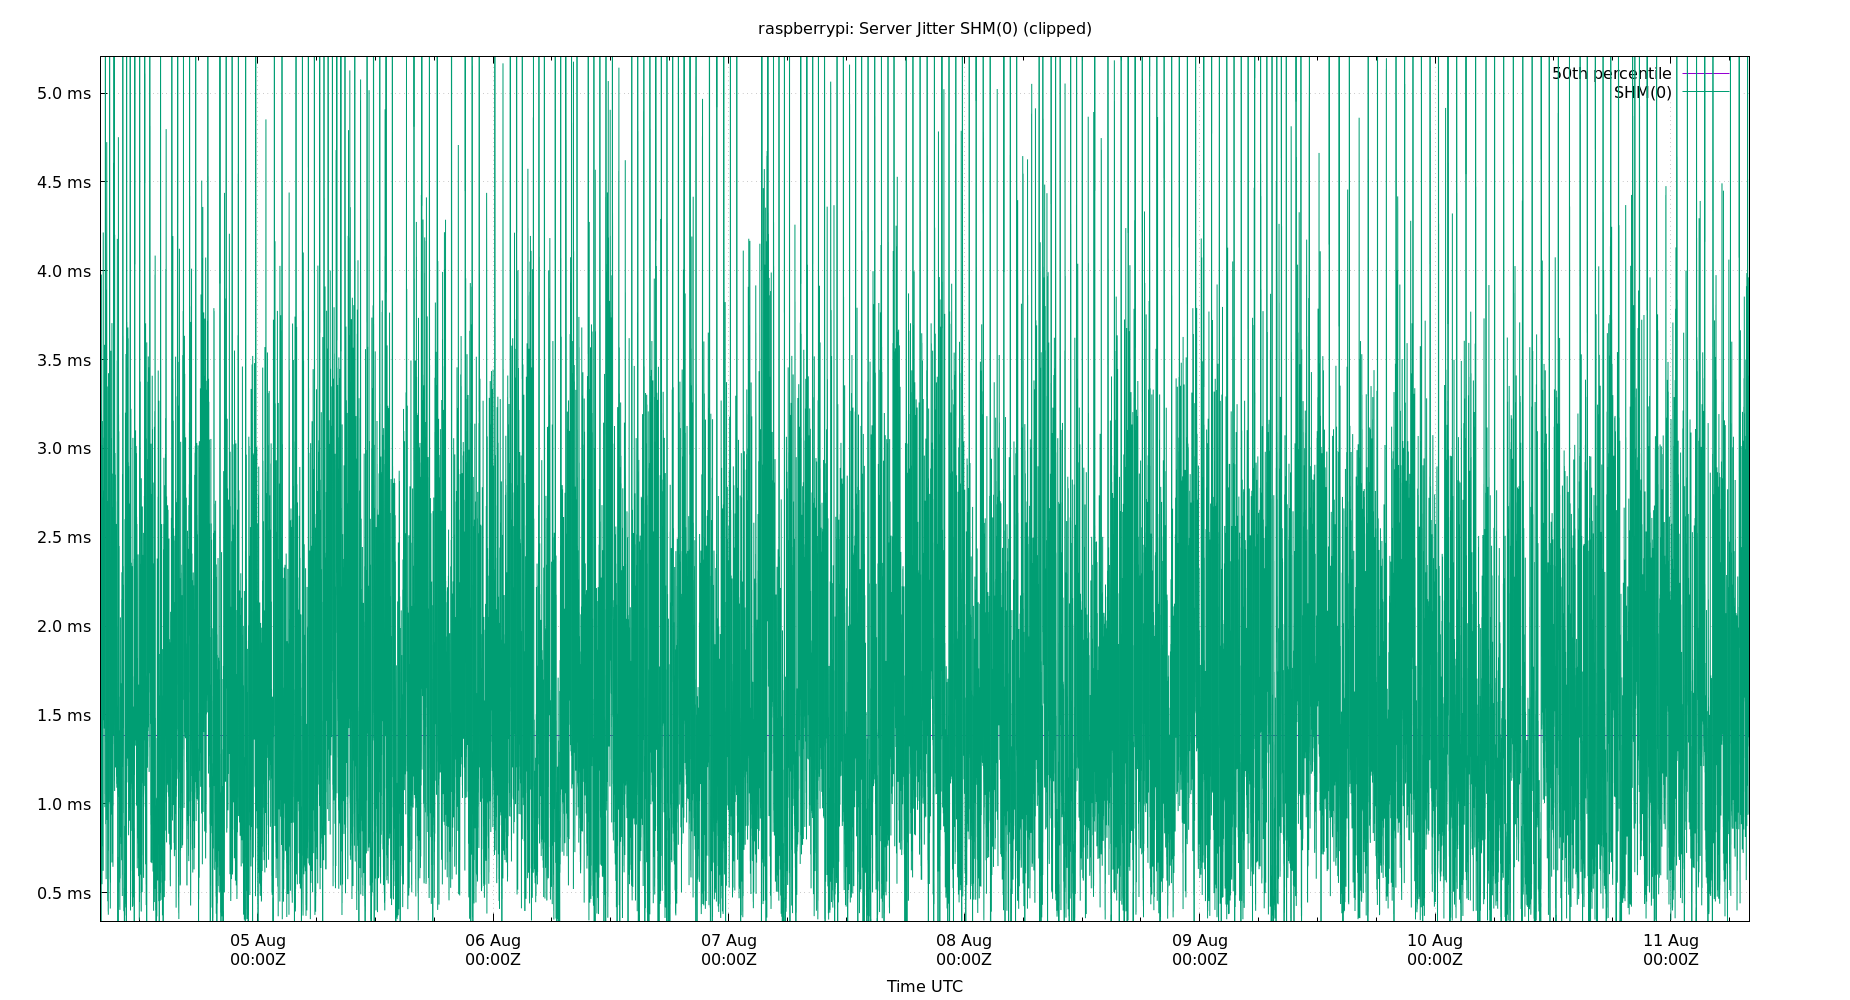 raspberrypi: Server Jitter SHM(0) (clipped)
50th percentile
SHM(0)
5.0 ms
4.5 ms
4.0 ms
3.5 ms
3.0 ms
2.5 ms
2.0 ms
1.5 ms
1.0 ms
0.5 ms
05 Aug 06 Aug 07 Aug 08 Aug 09 Aug 10 Aug 11 Aug
00:00Z 00:00Z 00:00Z 00:00Z 00:00Z 00:00Z 00:00Z
Time UTC